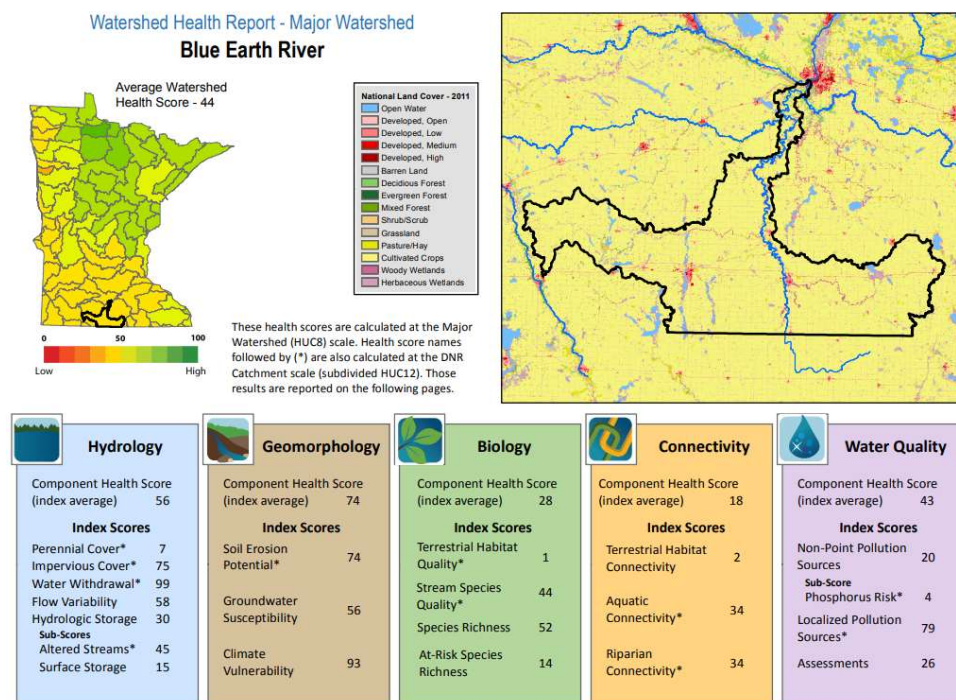 Watershed Health Report - Major Watershed
Blue Earth River
Average Watershed
Health Score - 44
National Land Cover - 2011
Open Water
Developed, Open
Developed, Low
Developed, Medium
Developed, High
Barren Land
Decidious Forest
Evergreen Forest
Mixed Forest
Shrub/Scrub
Grassland
Pasture/Hay
Cultivated Crops
Woody Wetlands
Herbaceous Wetlands
0 50 100
Low High
These health scores are calculated at the Major
Watershed (HUC8) scale. Health score names
followed by (*) are also calculated at the DNR
Catchment scale (subdivided HUC12). Those
results are reported on the following pages.
Hydrology
Component Health Score
(index average) 56
Index Scores
Perennial Cover* 7
Impervious Cover* 75
Water Withdrawal* 99
Flow Variability 58
Hydrologic Storage 30
Sub-Scores
Altered Streams* 45
Surface Storage 15
Geomorphology
Component Health Score
(index average) 74
Index Scores
Soil Erosion
Potential* 74
Groundwater
Susceptibility 56
Climate
Vulnerability 93
Biology
Component Health Score
(index average) 28
Index Scores
Terrestrial Habitat
Quality* 1
Stream Species
Quality* 44
Species Richness 52
At-Risk Species
Richness 14
Connectivity
Component Health Score
(index average) 18
Index Scores
Terrestrial Habitat
Connectivity 2
Aquatic
Connectivity* 34
Riparian
Connectivity* 34
Water Quality
Component Health Score
(index average) 43
Index Scores
Non-Point Pollution
Sources 20
Sub-Score
Phosphorus Risk* 4
Localized Pollution
Sources* 79
Assessments 26